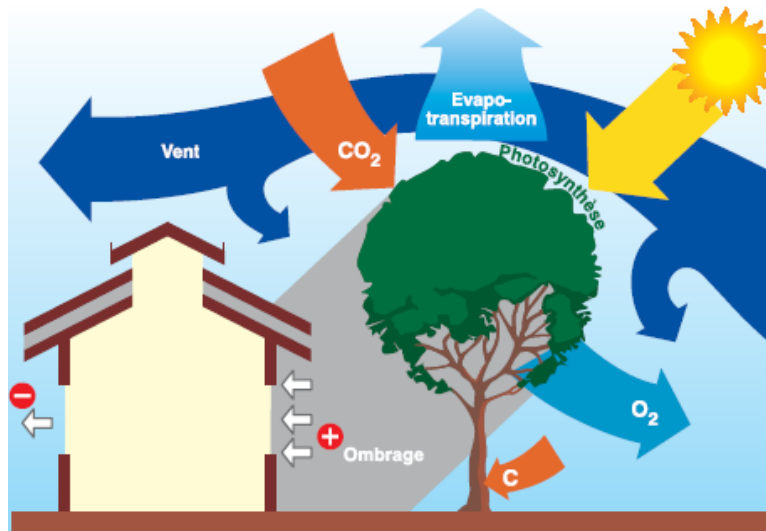 Evapo-
transpiration
Vent
CO₂
Photosynthèse
−
O₂
+
Ombrage
C